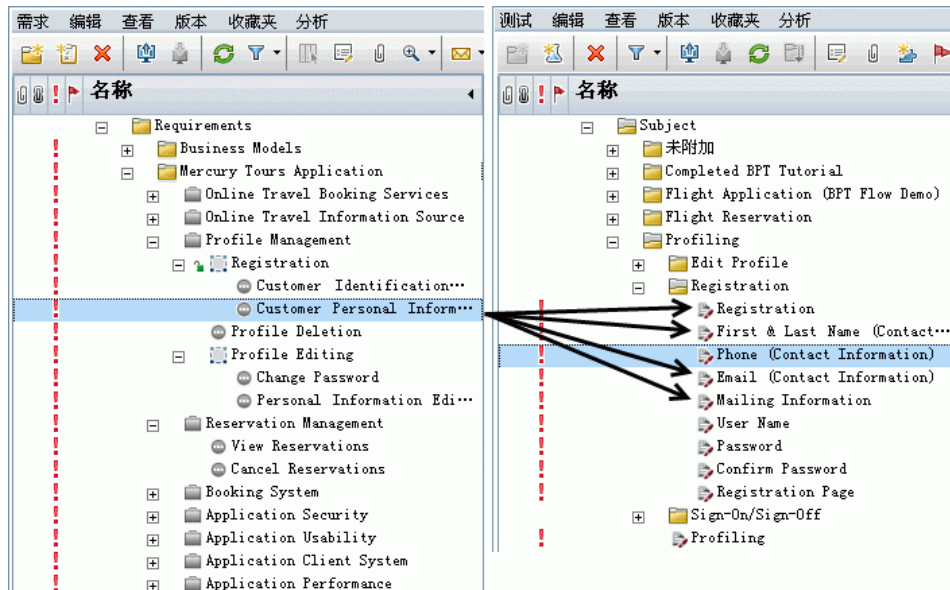 需求 编辑 查看 版本 收藏夹 分析
名称
Requirements
Business Models
Mercury Tours Application
Online Travel Booking Services
Online Travel Information Source
Profile Management
Registration
Customer Identification···
Customer Personal Inform···
Profile Deletion
Profile Editing
Change Password
Personal Information Edi···
Reservation Management
View Reservations
Cancel Reservations
Booking System
Application Security
Application Usability
Application Client System
Application Performance
测试 编辑 查看 版本 收藏夹 分析
名称
Subject
未附加
Completed BPT Tutorial
Flight Application (BPT Flow Demo)
Flight Reservation
Profiling
Edit Profile
Registration
Registration
First & Last Name (Contact···
Phone (Contact Information)
Email (Contact Information)
Mailing Information
User Name
Password
Confirm Password
Registration Page
Sign-On/Sign-Off
Profiling